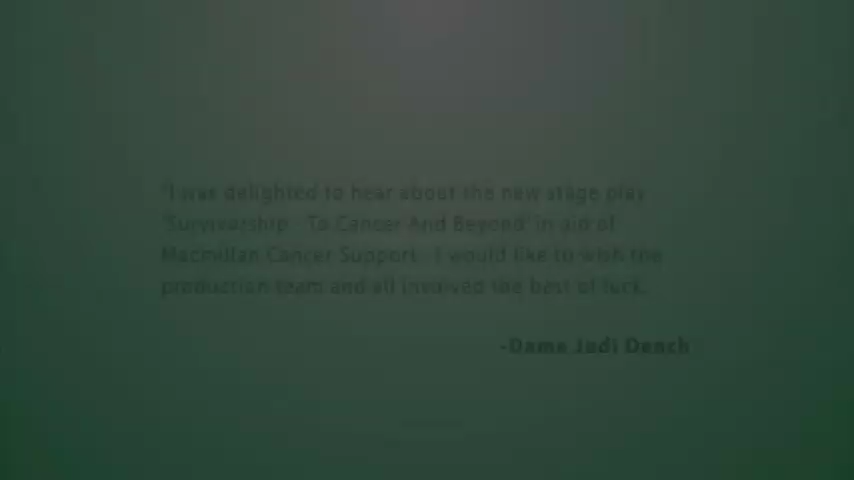 "I was delighted to hear about the new stage play
'Survivorship - To Cancer And Beyond' in aid of
Macmillan Cancer Support. I would like to wish the
production team and all involved the best of luck.
-Dame Judi Dench